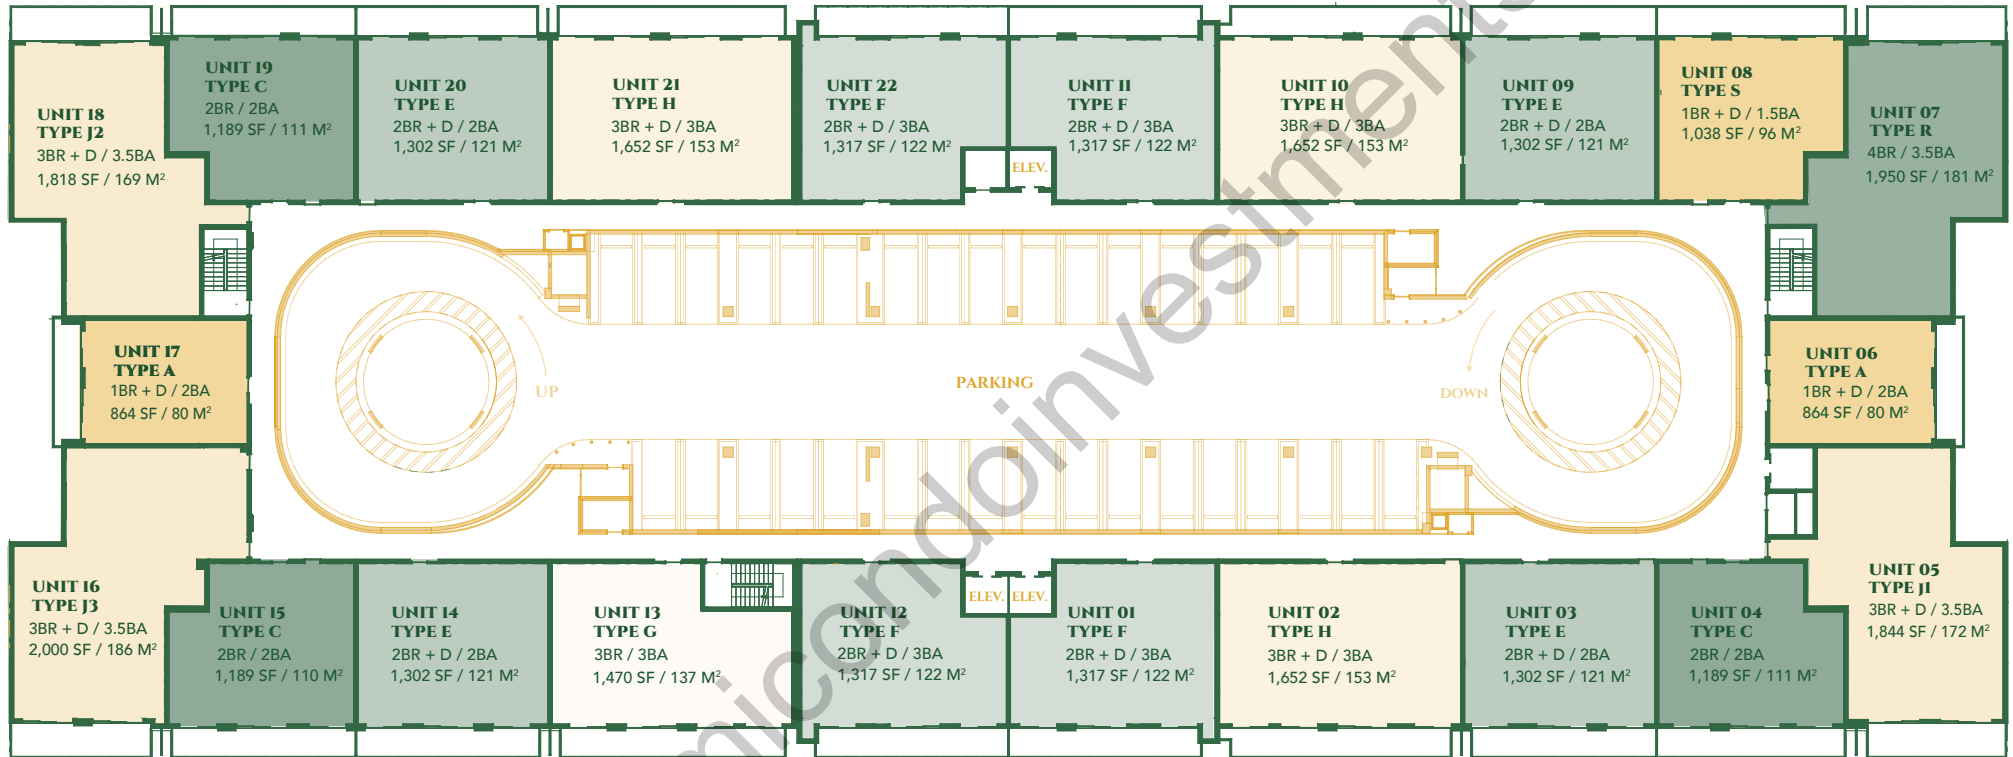 UNIT 18
TYPE J2
3BR + D / 3.5BA
1,818 SF / 169 M²
UNIT 19
TYPE C
2BR / 2BA
1,189 SF / 111 M²
UNIT 20
TYPE E
2BR + D / 2BA
1,302 SF / 121 M²
UNIT 21
TYPE H
3BR + D / 3BA
1,652 SF / 153 M²
UNIT 22
TYPE F
2BR + D / 3BA
1,317 SF / 122 M²
UNIT 11
TYPE F
2BR + D / 3BA
1,317 SF / 122 M²
ELEV.
UNIT 10
TYPE H
3BR + D / 3BA
1,652 SF / 153 M²
UNIT 09
TYPE E
2BR + D / 2BA
1,302 SF / 121 M²
UNIT 08
TYPE S
1BR + D / 1.5BA
1,038 SF / 96 M²
UNIT 07
TYPE R
4BR / 3.5BA
1,950 SF / 181 M²
UNIT 17
TYPE A
1BR + D / 2BA
864 SF / 80 M²
UP
PARKING
DOWN
UNIT 06
TYPE A
1BR + D / 2BA
864 SF / 80 M²
UNIT 16
TYPE J3
3BR + D / 3.5BA
2,000 SF / 186 M²
UNIT 15
TYPE C
2BR / 2BA
1,189 SF / 110 M²
UNIT 14
TYPE E
2BR + D / 2BA
1,302 SF / 121 M²
UNIT 13
TYPE G
3BR / 3BA
1,470 SF / 137 M²
UNIT 12
TYPE F
2BR + D / 3BA
1,317 SF / 122 M²
ELEV.
ELEV.
UNIT 01
TYPE F
2BR + D / 3BA
1,317 SF / 122 M²
UNIT 02
TYPE H
3BR + D / 3BA
1,652 SF / 153 M²
UNIT 03
TYPE E
2BR + D / 2BA
1,302 SF / 121 M²
UNIT 04
TYPE C
2BR / 2BA
1,189 SF / 111 M²
UNIT 05
TYPE J1
3BR + D / 3.5BA
1,844 SF / 172 M²
micondoinvestments